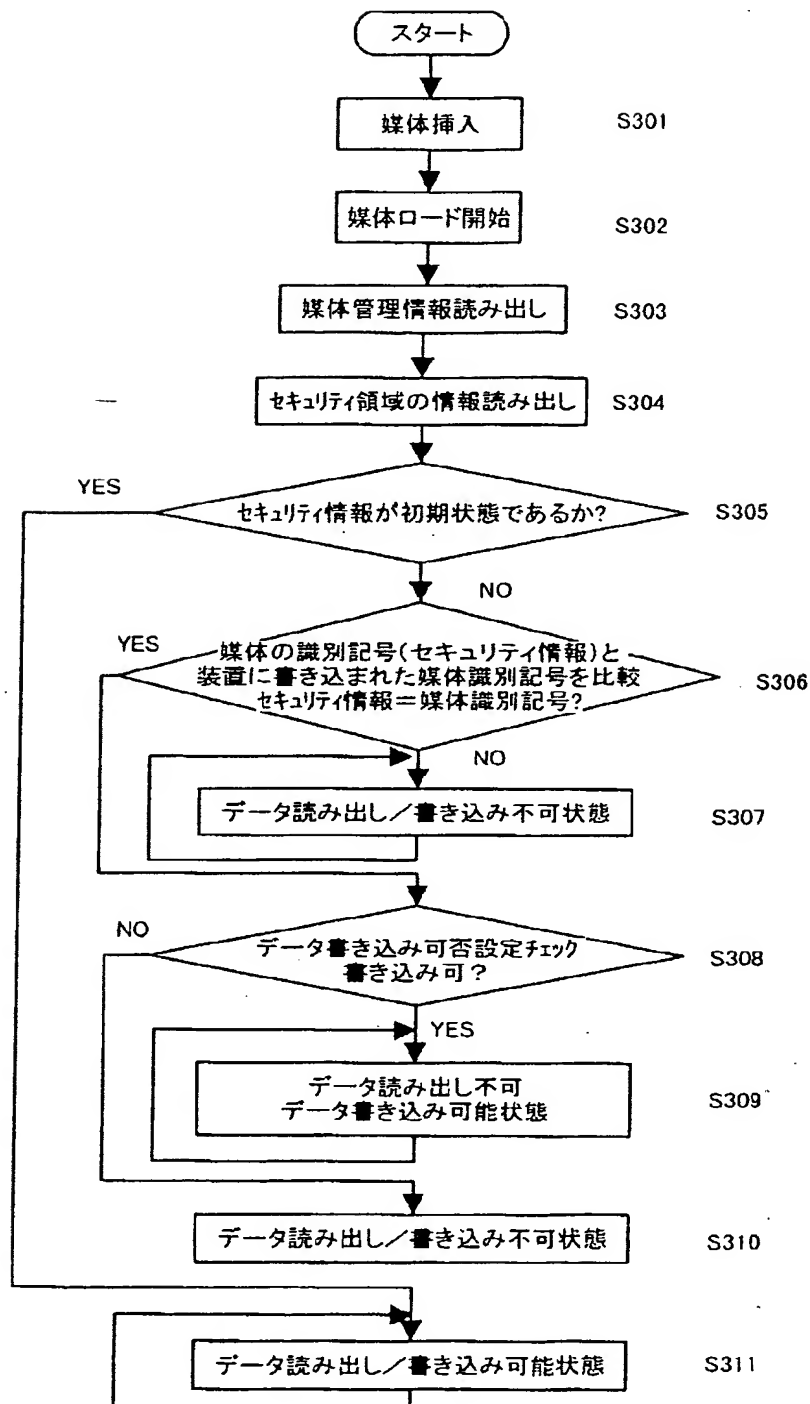 スタート
媒体挿入 S301
媒体ロード開始 S302
媒体管理情報読み出し S303
セキュリティ領域の情報読み出し S304
YES
セキュリティ情報が初期状態であるか? S305
NO
YES
媒体の識別記号(セキュリティ情報)と
装置に書き込まれた媒体識別記号を比較
セキュリティ情報=媒体識別記号? S306
NO
データ読み出し/書き込み不可状態 S307
NO
データ書き込み可否設定チェック
書き込み可? S308
YES
データ読み出し不可
データ書き込み可能状態 S309
データ読み出し/書き込み不可状態 S310
データ読み出し/書き込み可能状態 S311